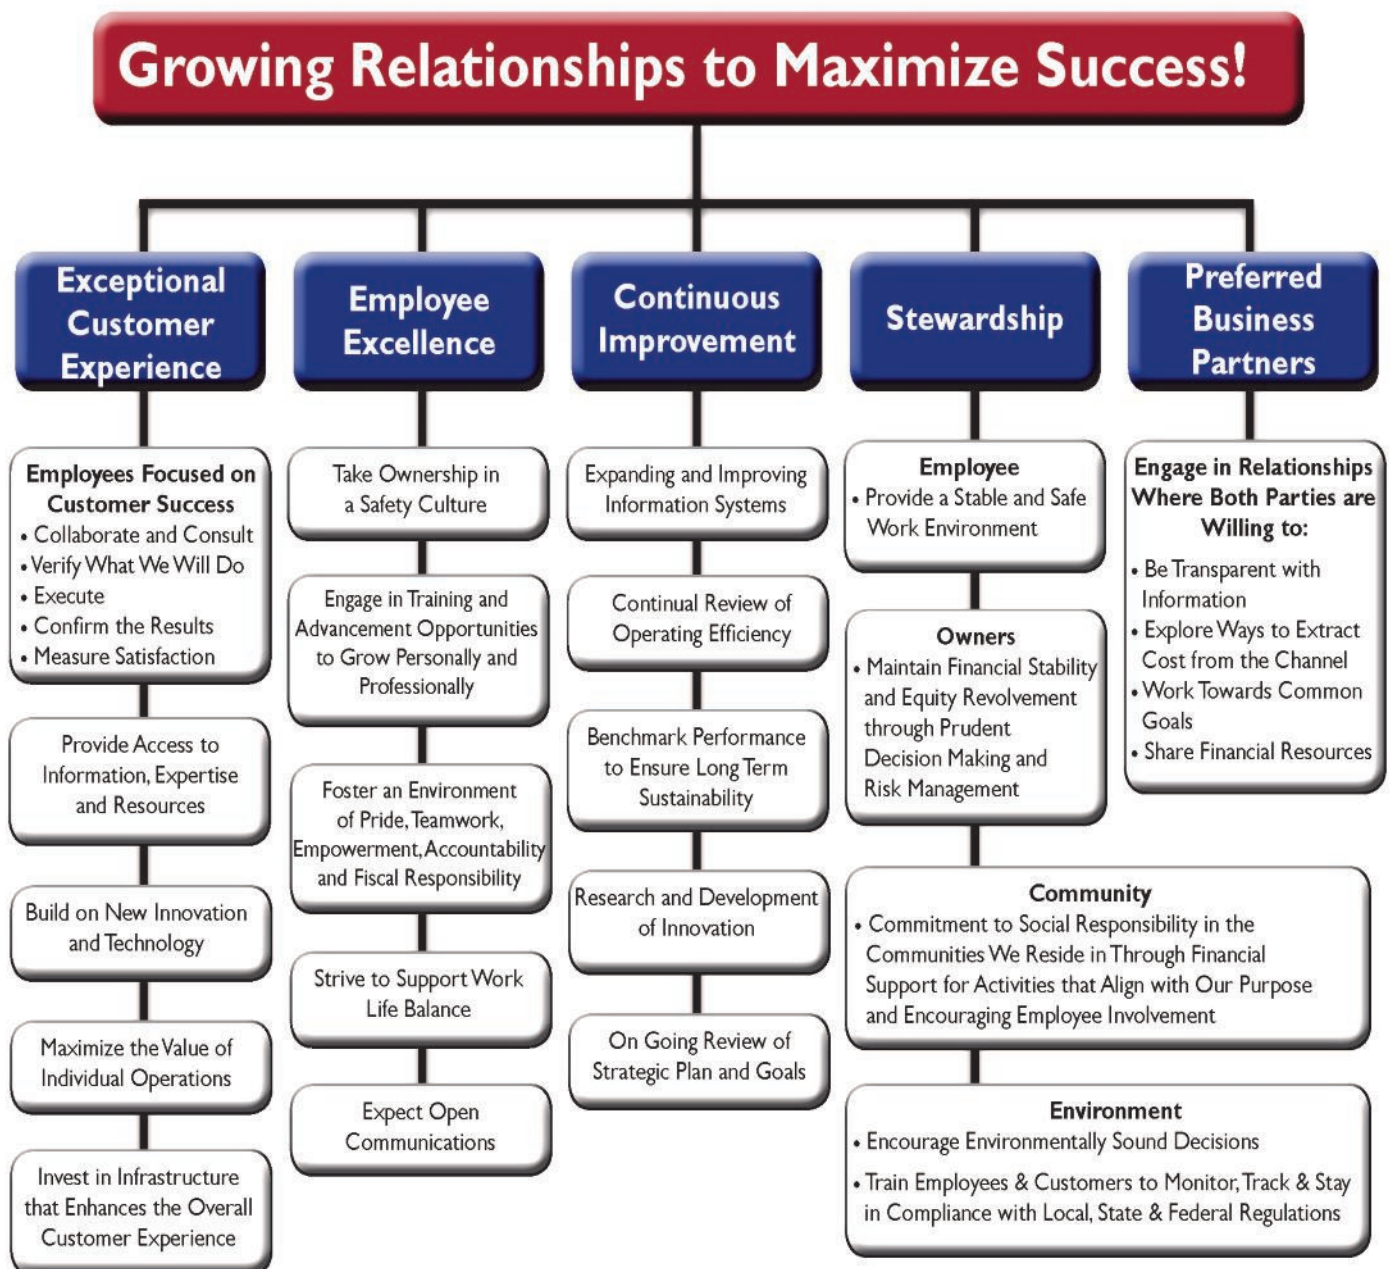 Growing Relationships to Maximize Success!
Exceptional
Customer
Experience
Employees Focused on
Customer Success
• Collaborate and Consult
• Verify What We Will Do
• Execute
• Confirm the Results
• Measure Satisfaction
Provide Access to
Information, Expertise
and Resources
Build on New Innovation
and Technology
Maximize the Value of
Individual Operations
Invest in Infrastructure
that Enhances the Overall
Customer Experience
Employee
Excellence
Take Ownership in
a Safety Culture
Engage in Training and
Advancement Opportunities
to Grow Personally and
Professionally
Foster an Environment
of Pride, Teamwork,
Empowerment, Accountability
and Fiscal Responsibility
Strive to Support Work
Life Balance
Expect Open
Communications
Continuous
Improvement
Expanding and Improving
Information Systems
Continual Review of
Operating Efficiency
Benchmark Performance
to Ensure Long Term
Sustainability
Research and Development
of Innovation
On Going Review of
Strategic Plan and Goals
Stewardship
Employee
• Provide a Stable and Safe
Work Environment
Owners
• Maintain Financial Stability
and Equity Revolvement
through Prudent
Decision Making and
Risk Management
Community
• Commitment to Social Responsibility in the
Communities We Reside in Through Financial
Support for Activities that Align with Our Purpose
and Encouraging Employee Involvement
Environment
• Encourage Environmentally Sound Decisions
• Train Employees & Customers to Monitor, Track & Stay
in Compliance with Local, State & Federal Regulations
Preferred
Business
Partners
Engage in Relationships
Where Both Parties are
Willing to:
• Be Transparent with
Information
• Explore Ways to Extract
Cost from the Channel
• Work Towards Common
Goals
• Share Financial Resources